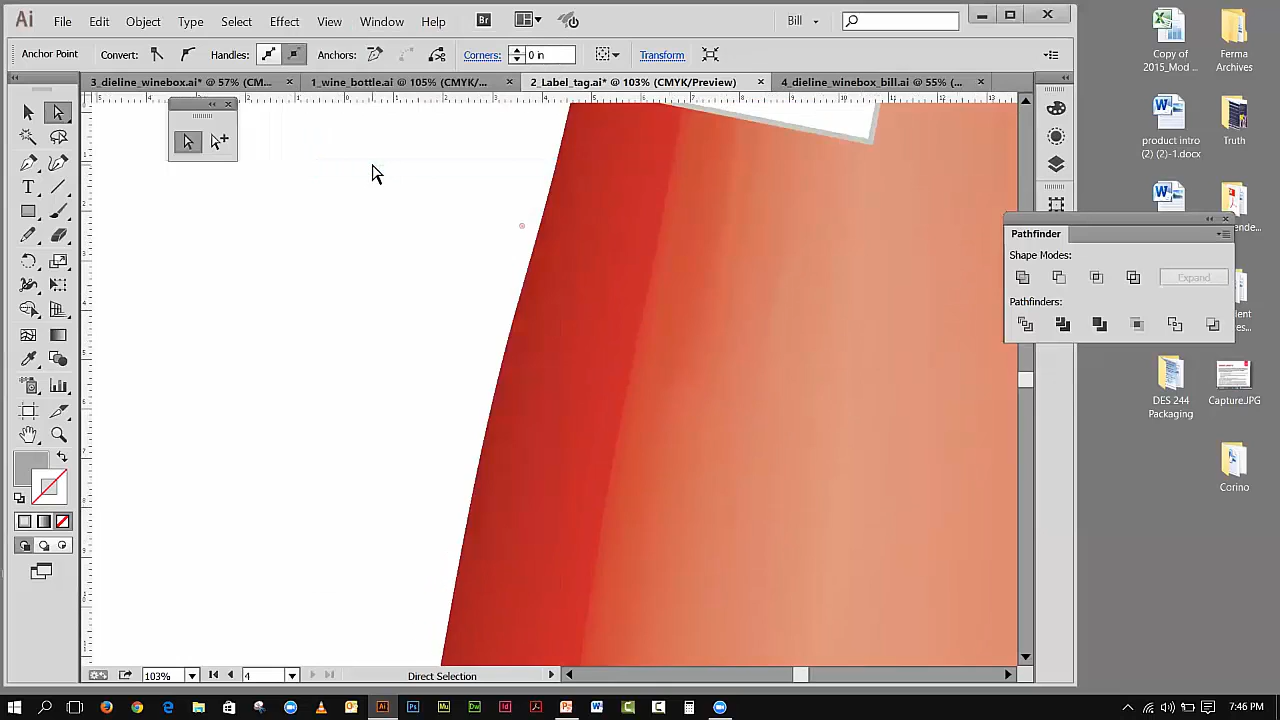 Ai File Edit Object Type Select Effect View Window Help Br Bill
Anchor Point Convert: Handles: Anchors: Corners: 0 in Transform
3_dieline_winebox.ai* @ 57% (CM... 1_wine_bottle.ai @ 105% (CMYK/... 2_Label_tag.ai* @ 103% (CMYK/Preview) 4_dieline_winebox_bill.ai @ 55% (...
Copy of
2015_Mod ...
Ferma
Archives
product intro
(2) (2)-1.docx
Truth
Pathfinder
Shape Modes:
Expand
Pathfinders:
DES 244
Packaging
Capture.JPG
Corino
103% 4 Direct Selection
7:46 PM